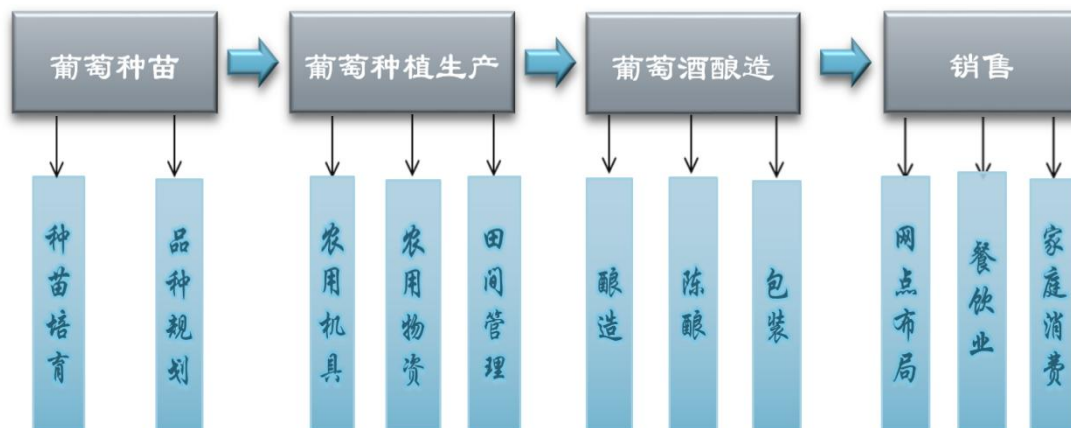 葡萄种苗
葡萄种植生产
葡萄酒酿造
销售
种苗培育
品种规划
农用机具
农用物资
田间管理
酿造
陈酿
包装
网点布局
餐饮业
家庭消费